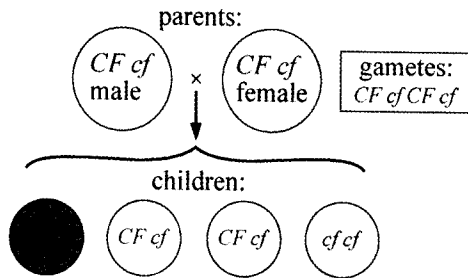 parents:
CF cf
male
×
CF cf
female
gametes:
CF cf CF cf
children:
CF cf
CF cf
cf cf